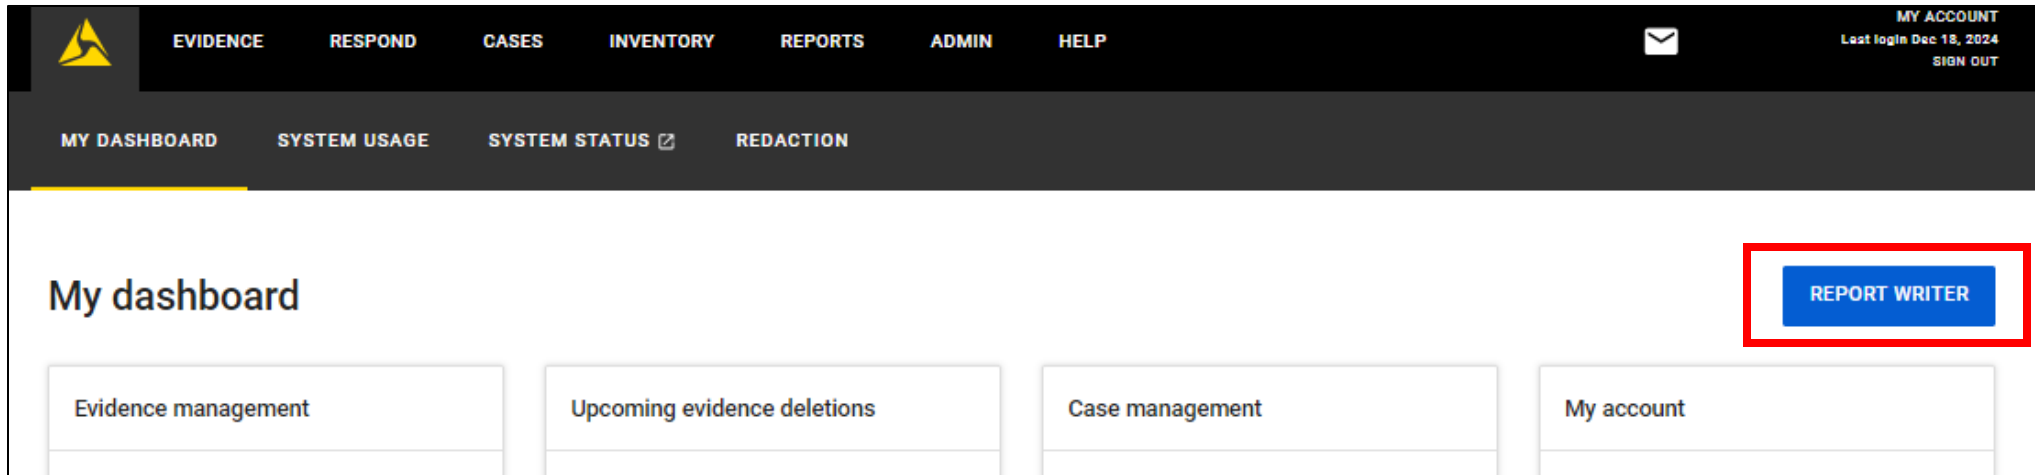 MY ACCOUNT
EVIDENCE RESPOND CASES INVENTORY REPORTS ADMIN HELP
Last login Dec 18, 2024
SIGN OUT
MY DASHBOARD SYSTEM USAGE SYSTEM STATUS REDACTION
My dashboard
REPORT WRITER
Evidence management
Upcoming evidence deletions
Case management
My account